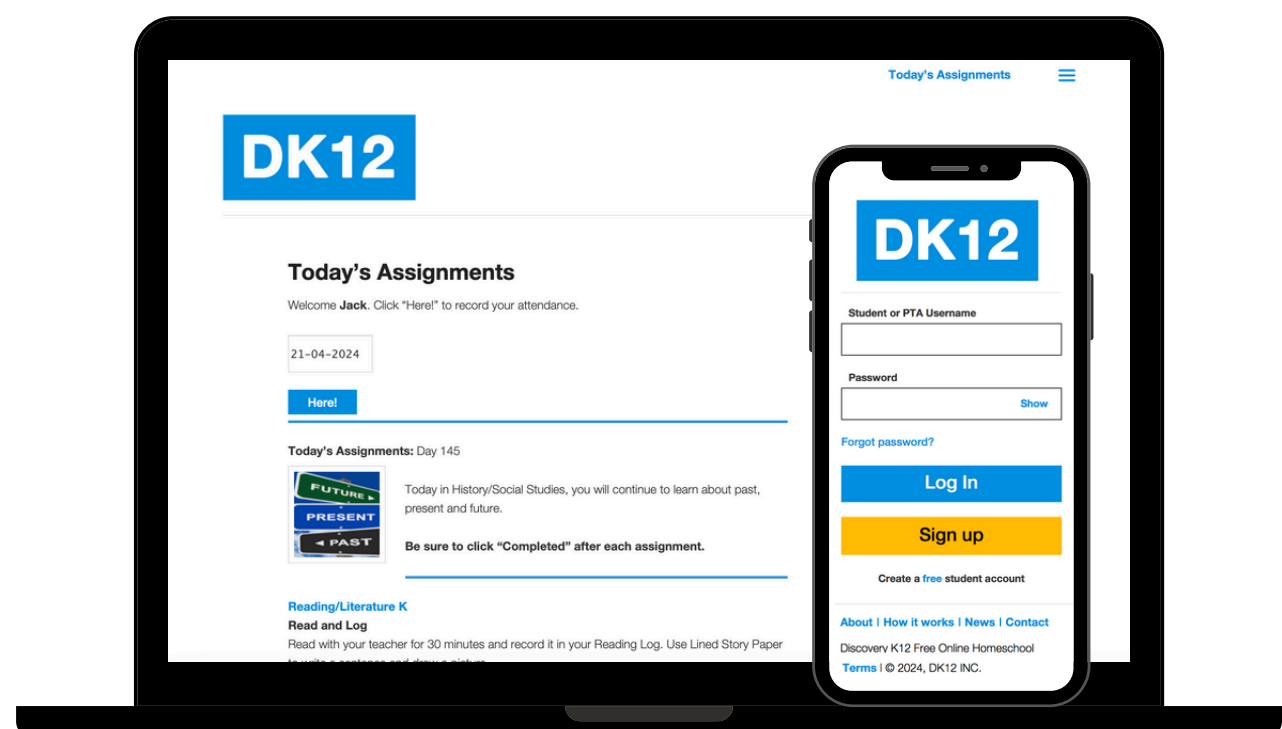 Today's Assignments
DK12
Today's Assignments
Welcome Jack. Click “Here!” to record your attendance.
21-04-2024
Here!
Today's Assignments: Day 145
FUTURE
PRESENT
PAST
Today in History/Social Studies, you will continue to learn about past,
present and future.
Be sure to click “Completed” after each assignment.
Reading/Literature K
Read and Log
Read with your teacher for 30 minutes and record it in your Reading Log. Use Lined Story Paper
DK12
Student or PTA Username
Password
Show
Forgot password?
Log In
Sign up
Create a free student account
About | How it works | News | Contact
Discovery K12 Free Online Homeschool
Terms | © 2024, DK12 INC.